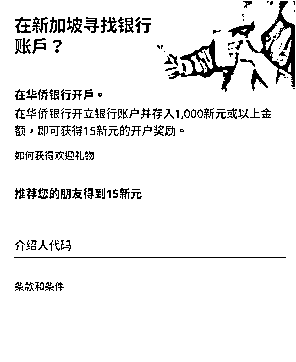 在新加坡寻找银行
账戶？
在华侨银行开戶。
在华侨银行开立银行账户并存入1,000新元或以上金
额，即可获得15新元的开户奖励。
如何获得欢迎礼物
推荐您的朋友得到15新元
介绍人代码
条款和条件